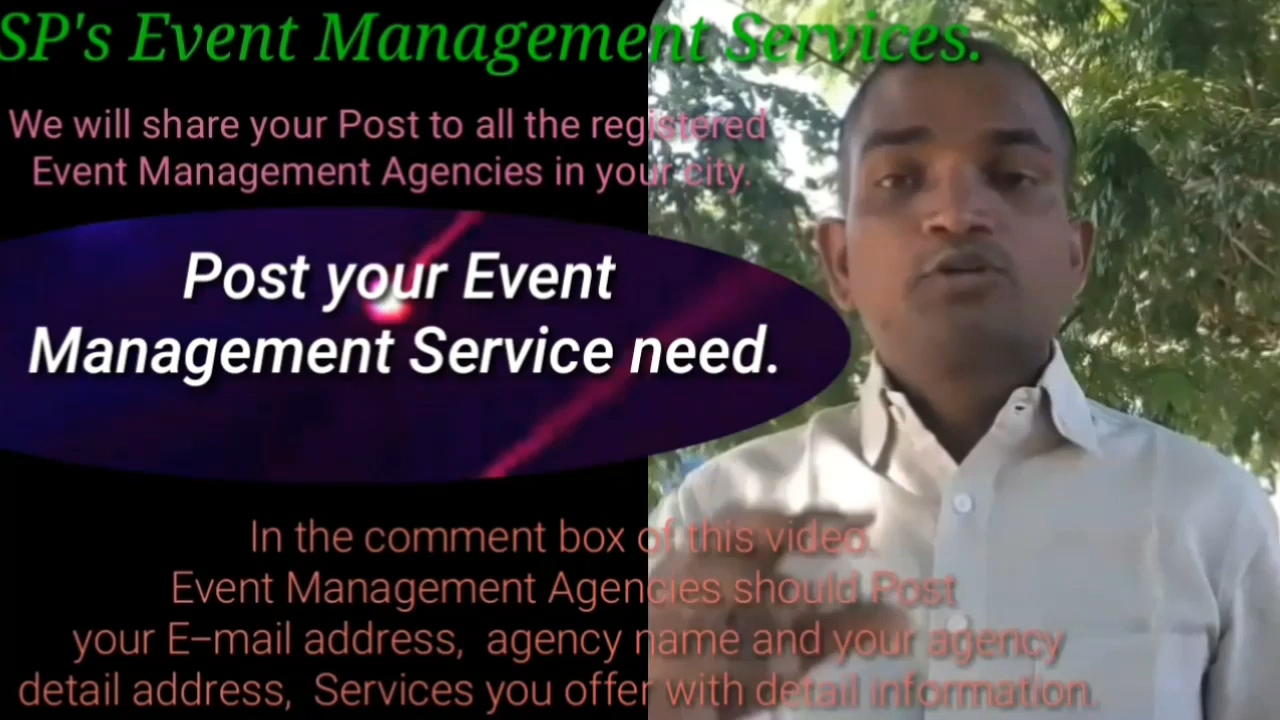 SP's Event Management Services.
We will share your Post to all the registered
Event Management Agencies in your city.
Post your Event
Management Service need.
In the comment box of this video.
Event Management Agencies should Post
your E-mail address, agency name and your agency
detail address, Services you offer with detail information.